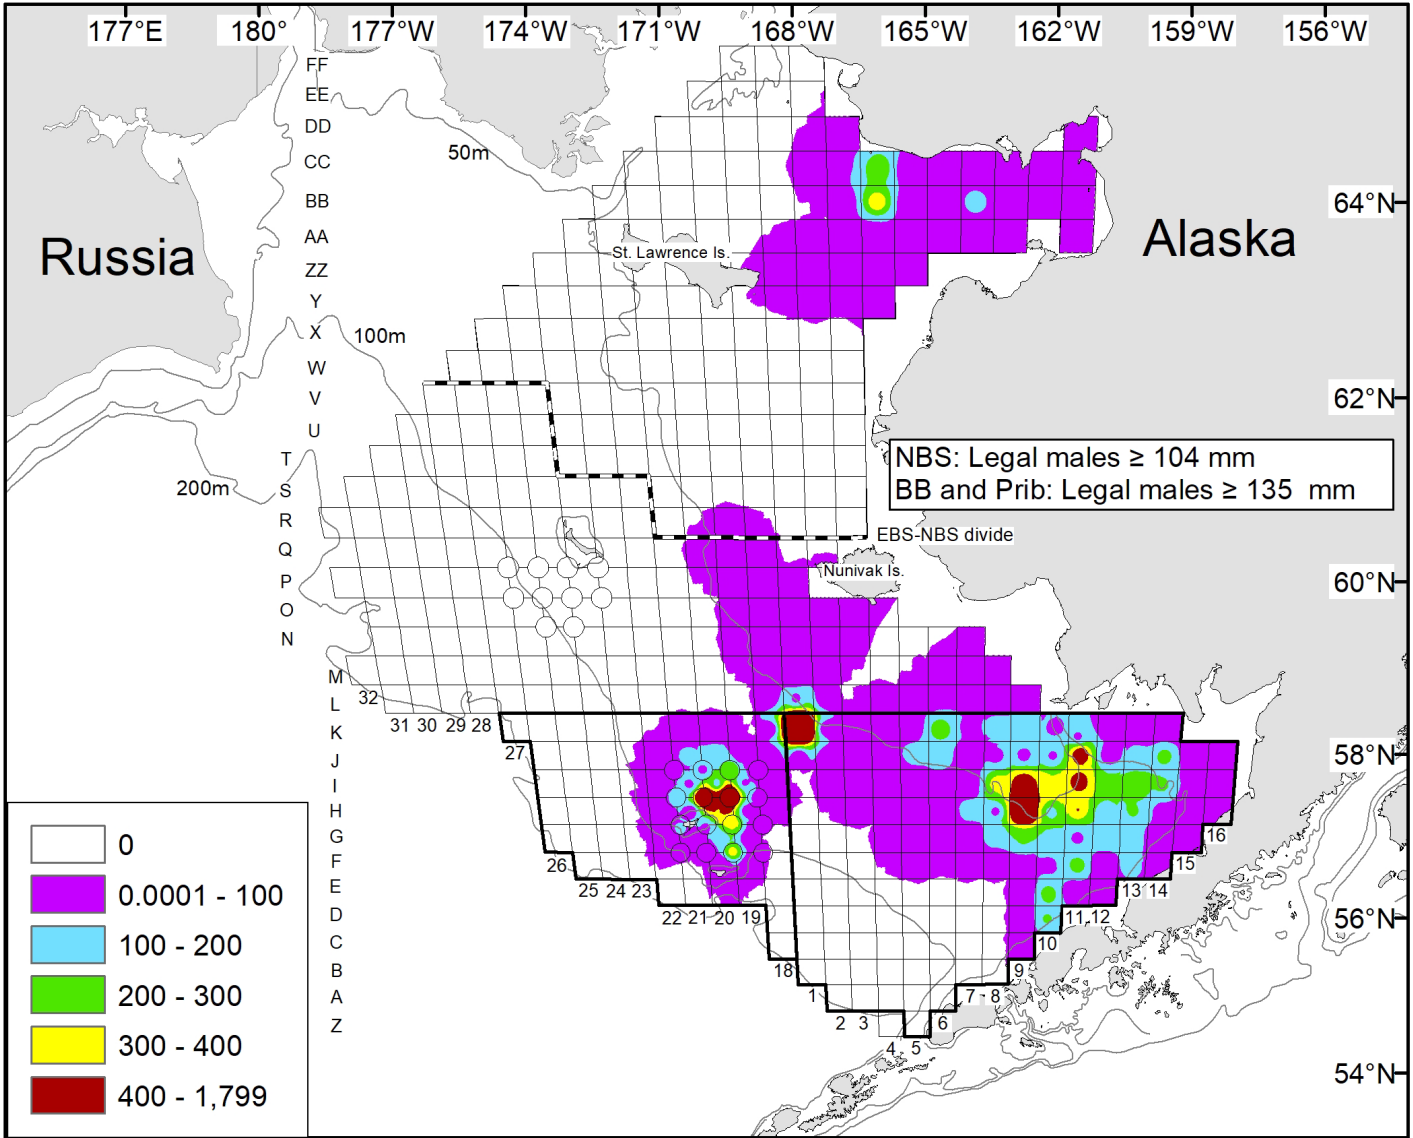 177°E 180° 177°W 174°W 171°W 168°W 165°W 162°W 159°W 156°W
FF
EE
DD
50m
CC
BB
64°N
AA
Russia
Alaska
St. Lawrence Is.
ZZ
Y
X
100m
W
62°N
V
U
T
NBS: Legal males ≥ 104 mm
S
200m
BB and Prib: Legal males ≥ 135 mm
R
EBS-NBS divide
Q
Nunivak Is.
P
60°N
O
N
M
32
L
31 30 29 28
K
27
58°N
J
I
H
G
16
F
26
15
E
25 24 23
13 14
D
22 21 20 19
11 12
56°N
C
10
B
18
9
A
1
7 8
Z
2 3
6
4 5
54°N
0
0.0001 - 100
100 - 200
200 - 300
300 - 400
400 - 1,799